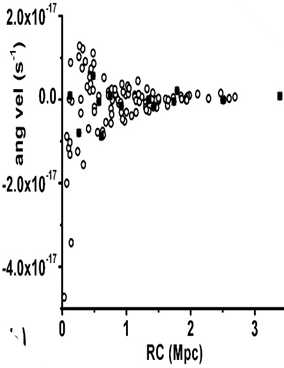 2.0x10⁻¹⁷
ang vel (s⁻¹)
0.0
-2.0x10⁻¹⁷
-4.0x10⁻¹⁷
0 1 2 3
RC (Mpc)